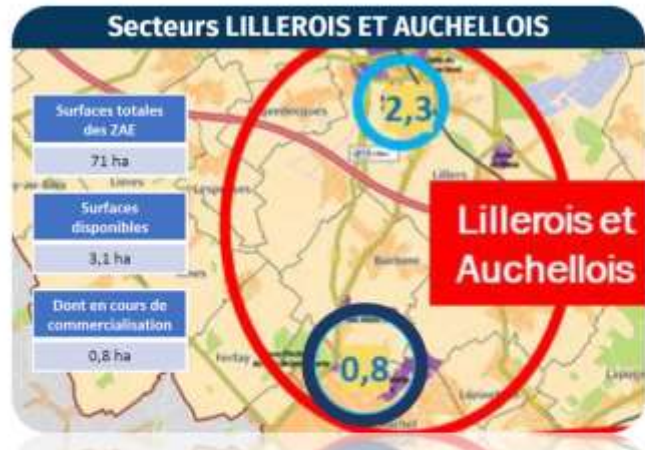 Secteurs LILLEROIS ET AUCHELLOIS
Surfaces totales
des ZAE
71 ha
Surfaces
disponibles
3,1 ha
Dont en cours de
commercialisation
0,8 ha
2,3
Lillers
Lillerois et
Auchellois
0,8
Ferfay